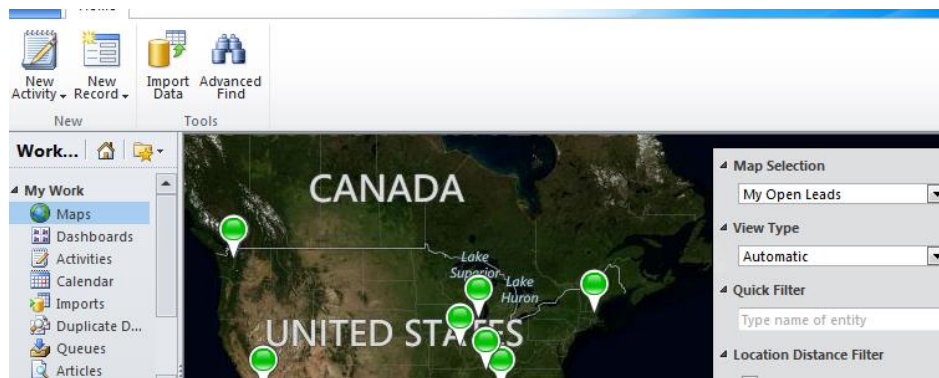 Home
New Activity
New Record
Import Data
Advanced Find
New
Tools
Work...
My Work
Maps
Dashboards
Activities
Calendar
Imports
Duplicate D...
Queues
Articles
CANADA
Lake Superior
Lake Huron
UNITED STATES
Map Selection
My Open Leads
View Type
Automatic
Quick Filter
Type name of entity
Location Distance Filter